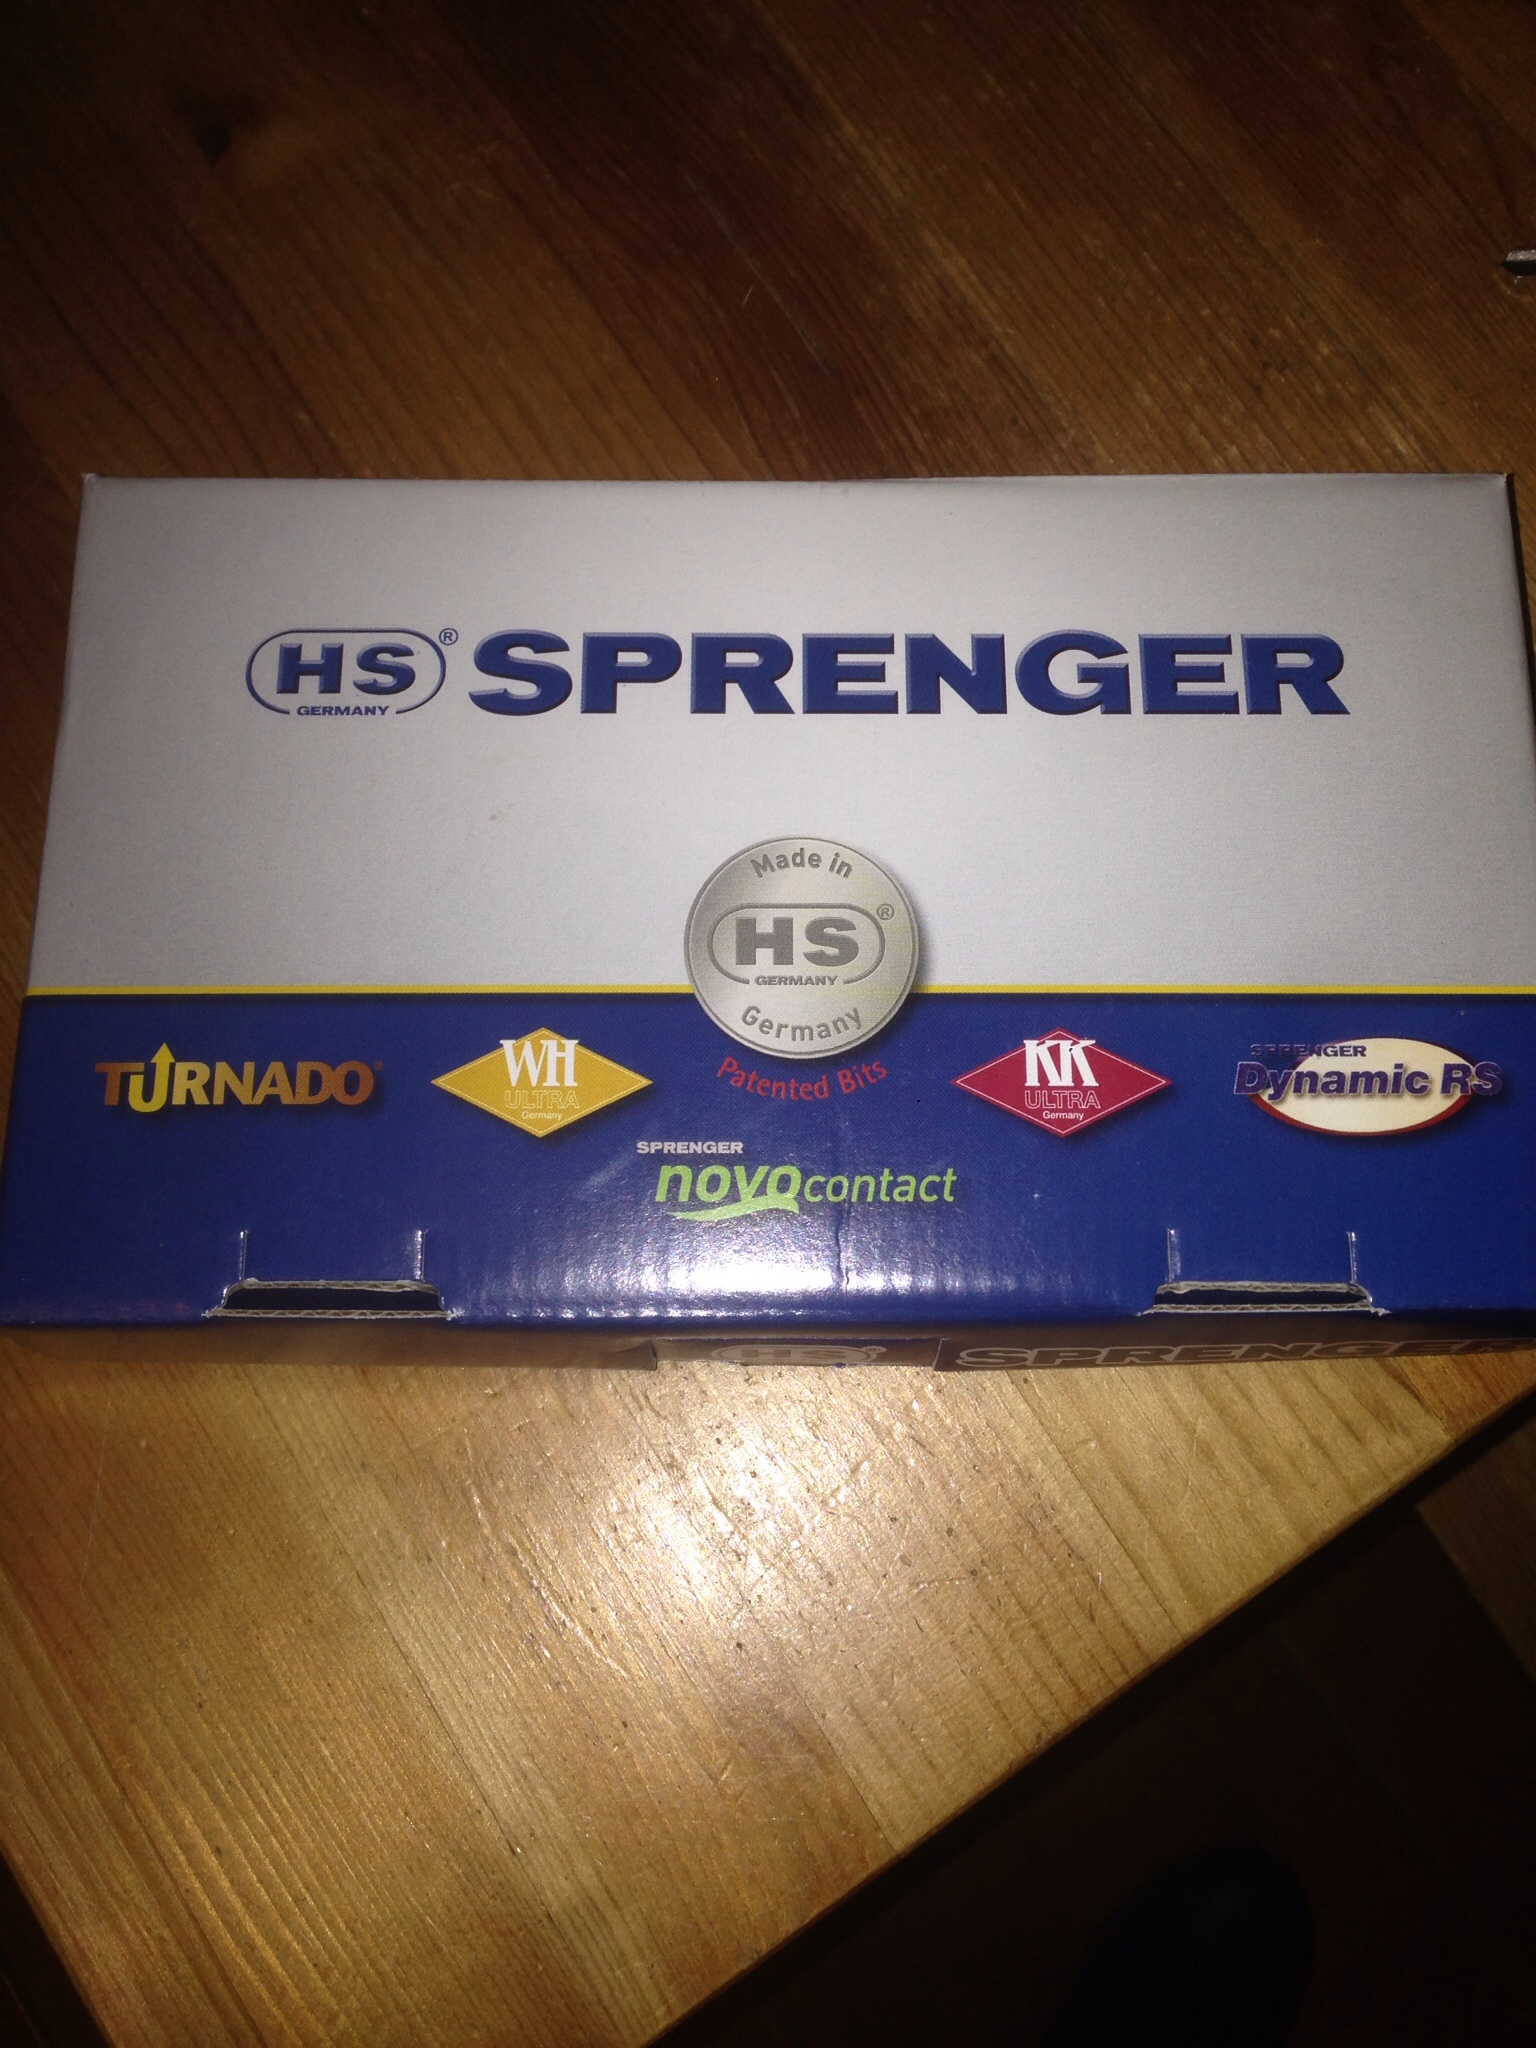 HS® SPRENGER
GERMANY
Made in
HS®
GERMANY
Germany
Patented Bits
TURNADO®
WH
ULTRA
Germany
KK
ULTRA
Germany
SPRENGER
Dynamic RS
SPRENGER
novocontact
HS® SPRENGER